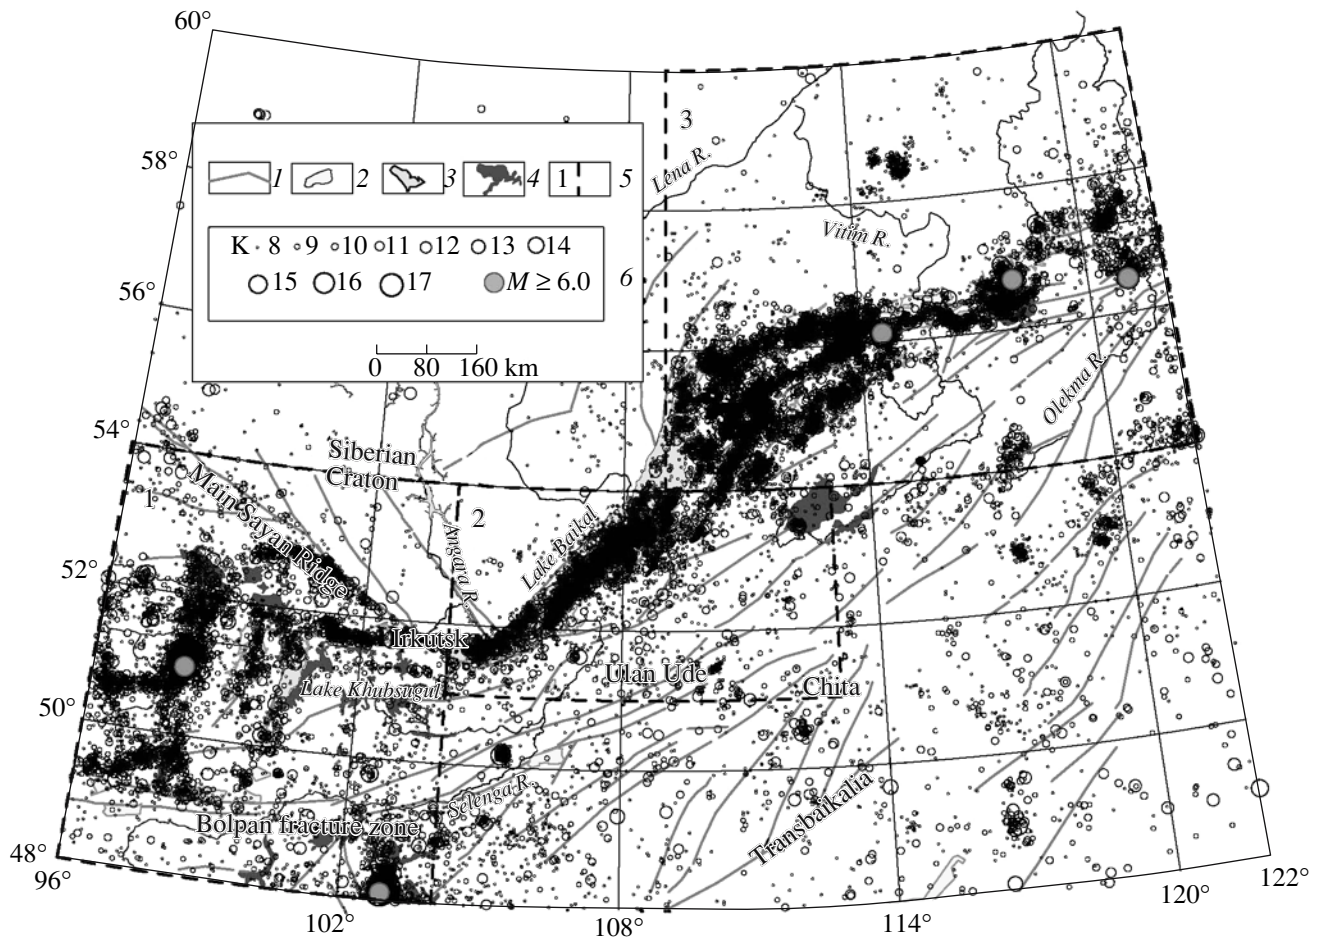 60°
58°
56°
54°
52°
50°
48°
96°
102°
108°
114°
120°
122°
1
2
3
4
1
5
K 8 9 10 11 12 13 14
15 16 17 M ≥ 6.0
6
0 80 160 km
3
Lena R.
Vitim R.
Olekma R.
Siberian
Craton
1
Main Sayan Ridge
2
Angara R.
Lake Baikal
Irkutsk
Ulan Ude
Lake Khubsugul
Chita
Selenga R.
Bolpan fracture zone
Transbaikalia